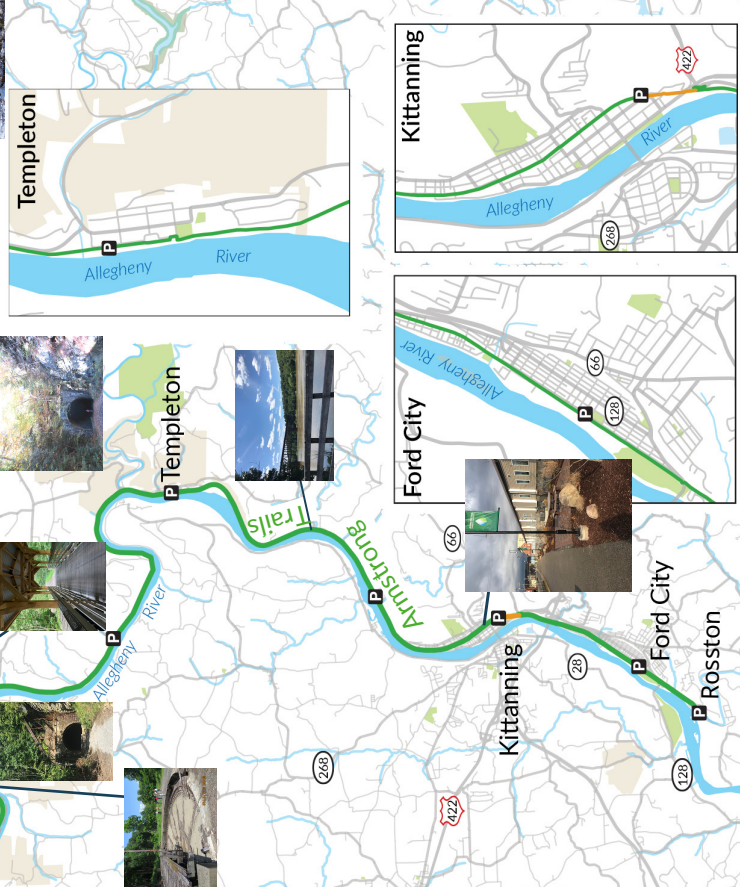 Templeton
P
Allegheny
River
Kittanning
422
P
River
Allegheny
268
Ford City
Allegheny River
66
128
P
Templeton
P
Trails
Armstrong
P
66
River
Allegheny
P
P
Kittanning
28
Ford City
P
Rosston
P
268
422
128